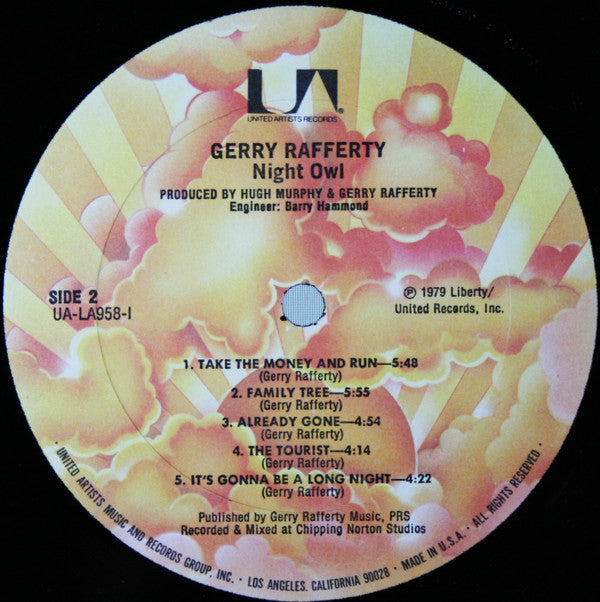 UA®
UNITED ARTISTS RECORDS
GERRY RAFFERTY
Night Owl
PRODUCED BY HUGH MURPHY & GERRY RAFFERTY
Engineer: Barry Hammond
SIDE 2
UA-LA958-I
℗ 1979 Liberty/
United Records, Inc.
1. TAKE THE MONEY AND RUN—5:48
(Gerry Rafferty)
2. FAMILY TREE—5:55
(Gerry Rafferty)
3. ALREADY GONE—4:54
(Gerry Rafferty)
4. THE TOURIST—4:14
(Gerry Rafferty)
5. IT'S GONNA BE A LONG NIGHT—4:22
(Gerry Rafferty)
Published by Gerry Rafferty Music, PRS
Recorded & Mixed at Chipping Norton Studios
· UNITED ARTISTS MUSIC AND RECORDS GROUP, INC. · LOS ANGELES, CALIFORNIA 90028 · MADE IN U.S.A. · ALL RIGHTS RESERVED ·